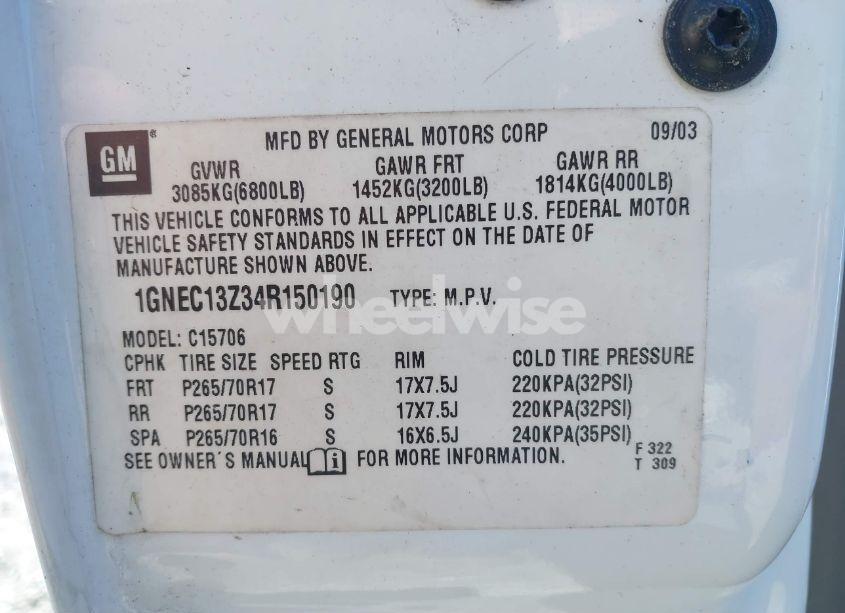 GM
®
MFD BY GENERAL MOTORS CORP 09/03
GVWR GAWR FRT GAWR RR
3085KG(6800LB) 1452KG(3200LB) 1814KG(4000LB)
THIS VEHICLE CONFORMS TO ALL APPLICABLE U.S. FEDERAL MOTOR
VEHICLE SAFETY STANDARDS IN EFFECT ON THE DATE OF
MANUFACTURE SHOWN ABOVE.
1GNEC13Z34R150190 TYPE: M.P.V.
wheelwise
MODEL: C15706
CPHK TIRE SIZE SPEED RTG RIM COLD TIRE PRESSURE
FRT P265/70R17 S 17X7.5J 220KPA(32PSI)
RR P265/70R17 S 17X7.5J 220KPA(32PSI)
SPA P265/70R16 S 16X6.5J 240KPA(35PSI)
SEE OWNER'S MANUAL i FOR MORE INFORMATION.
F 322
T 309